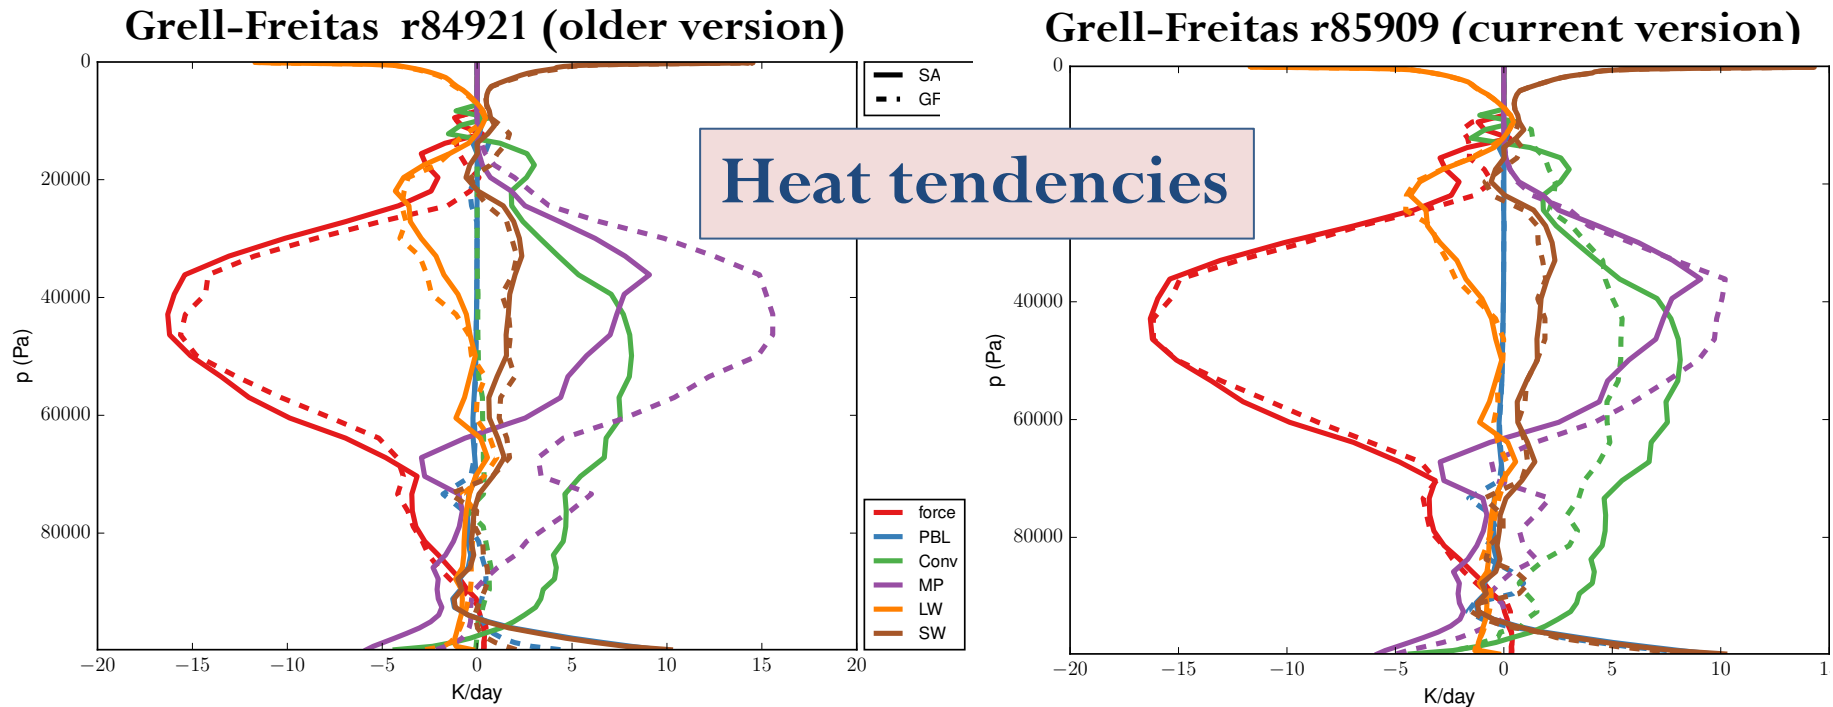 Grell-Freitas r84921 (older version)
Grell-Freitas r85909 (current version)
Heat tendencies
SA
GF
0
20000
40000
60000
80000
p (Pa)
−20
−15
−10
−5
0
5
10
15
20
K/day
force
PBL
Conv
MP
LW
SW
0
40000
60000
80000
p (Pa)
−20
−15
−10
−5
0
5
10
K/day